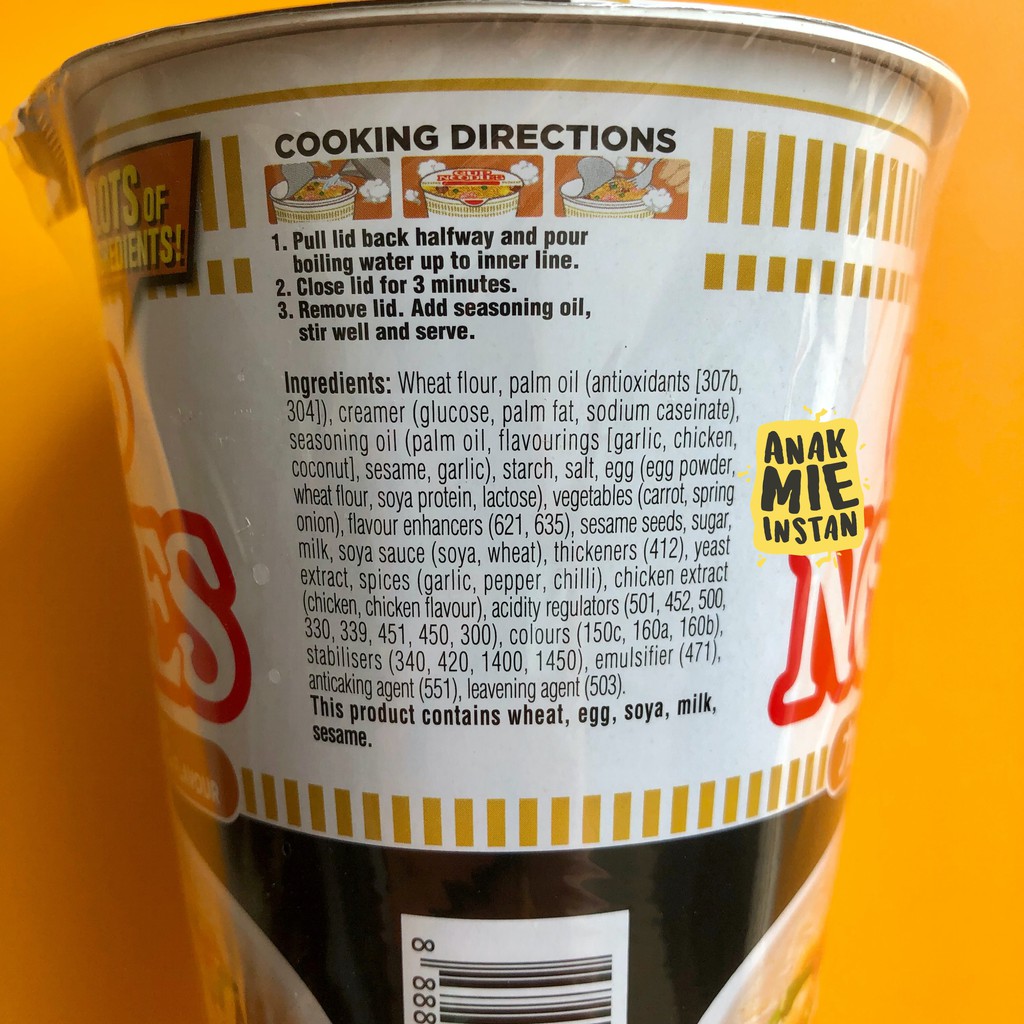 LOTS OF
COOKING DIRECTIONS
CUP
NOODLES
1. Pull lid back halfway and pour
boiling water up to inner line.
2. Close lid for 3 minutes.
3. Remove lid. Add seasoning oil,
stir well and serve.
Ingredients: Wheat flour, palm oil (antioxidants [307b,
304]), creamer (glucose, palm fat, sodium caseinate),
seasoning oil (palm oil, flavourings [garlic, chicken,
coconut], sesame, garlic), starch, salt, egg (egg powder,
wheat flour, soya protein, lactose), vegetables (carrot, spring
onion), flavour enhancers (621, 635), sesame seeds, sugar,
milk, soya sauce (soya, wheat), thickeners (412), yeast
extract, spices (garlic, pepper, chilli), chicken extract
(chicken, chicken flavour), acidity regulators (501, 452, 500,
330, 339, 451, 450, 300), colours (150c, 160a, 160b),
stabilisers (340, 420, 1400, 1450), emulsifier (471),
anticaking agent (551), leavening agent (503).
This product contains wheat, egg, soya, milk,
sesame.
ANAK
MIE
INSTAN
ES
NO
8 888